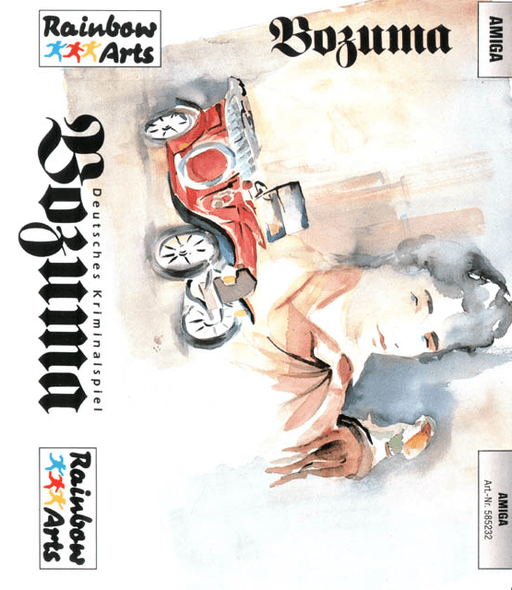 Rainbow
Arts
Bozuma
AMIGA
Bozuma
Deutsches Kriminalspiel
Rainbow
Arts
AMIGA
Art.-Nr. 585232